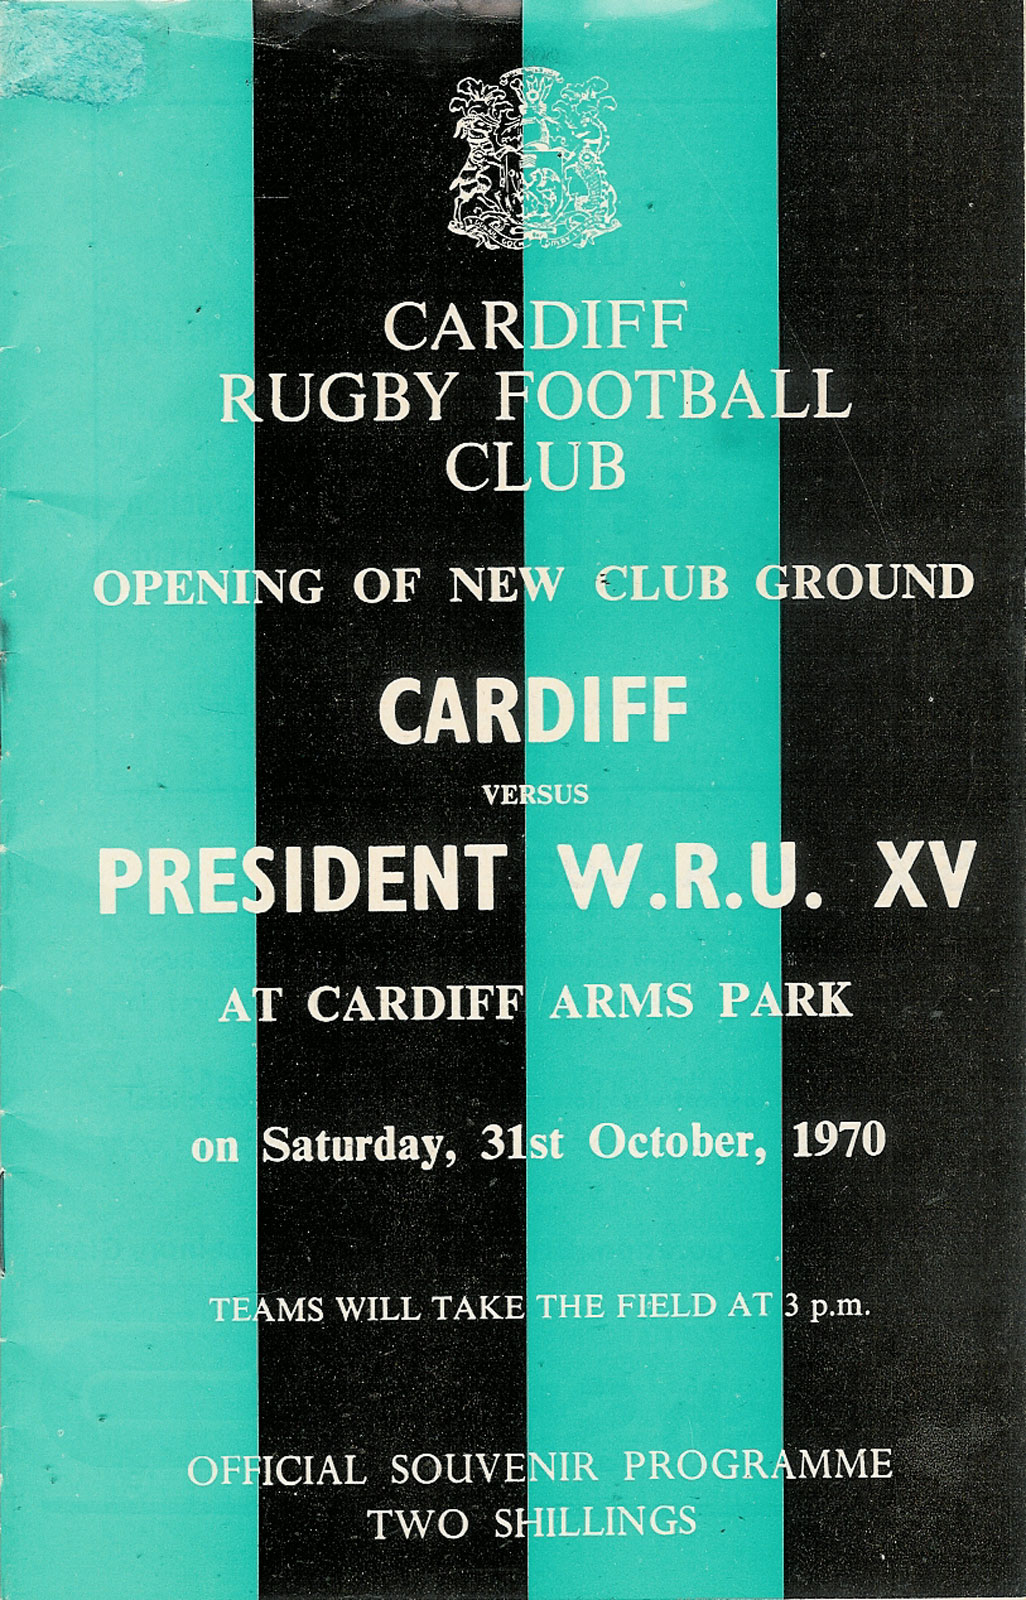 CARDIFF
RUGBY FOOTBALL
CLUB
OPENING OF NEW CLUB GROUND
CARDIFF
VERSUS
PRESIDENT W.R.U. XV
AT CARDIFF ARMS PARK
on Saturday, 31st October, 1970
TEAMS WILL TAKE THE FIELD AT 3 p.m.
OFFICIAL SOUVENIR PROGRAMME
TWO SHILLINGS